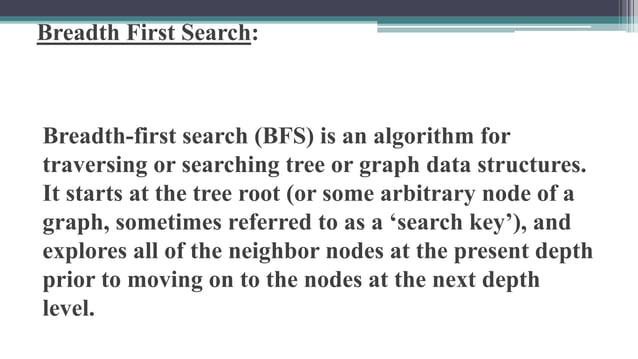 Breadth First Search:
Breadth-first search (BFS) is an algorithm for
traversing or searching tree or graph data structures.
It starts at the tree root (or some arbitrary node of a
graph, sometimes referred to as a ‘search key’), and
explores all of the neighbor nodes at the present depth
prior to moving on to the nodes at the next depth
level.